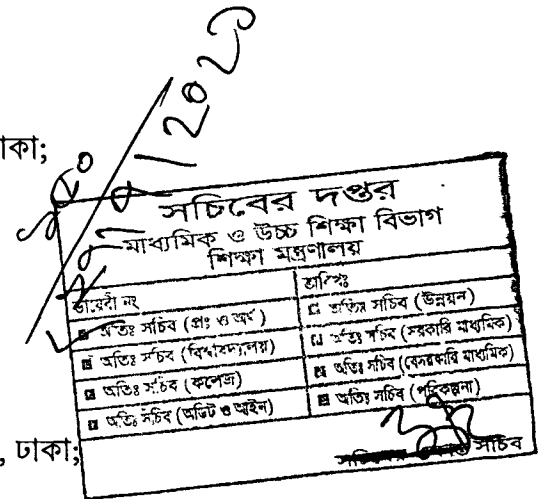 াকা;
সচিবের দপ্তর
মাধ্যমিক ও উচ্চ শিক্ষা বিভাগ
শিক্ষা মন্ত্রণালয়
ডায়েরী নং
তারিখঃ
অতিঃ সচিব (প্রঃ ও অর্থ)
অতিঃ সচিব (উন্নয়ন)
অতিঃ সচিব (বিশ্ববিদ্যালয়)
অতিঃ সচিব (সরকারি মাধ্যমিক)
অতিঃ সচিব (কলেজ)
অতিঃ সচিব (বেসরকারি মাধ্যমিক)
অতিঃ সচিব (অডিট ও আইন)
অতিঃ সচিব (পরিকল্পনা)
সচিব
, ঢাকা;